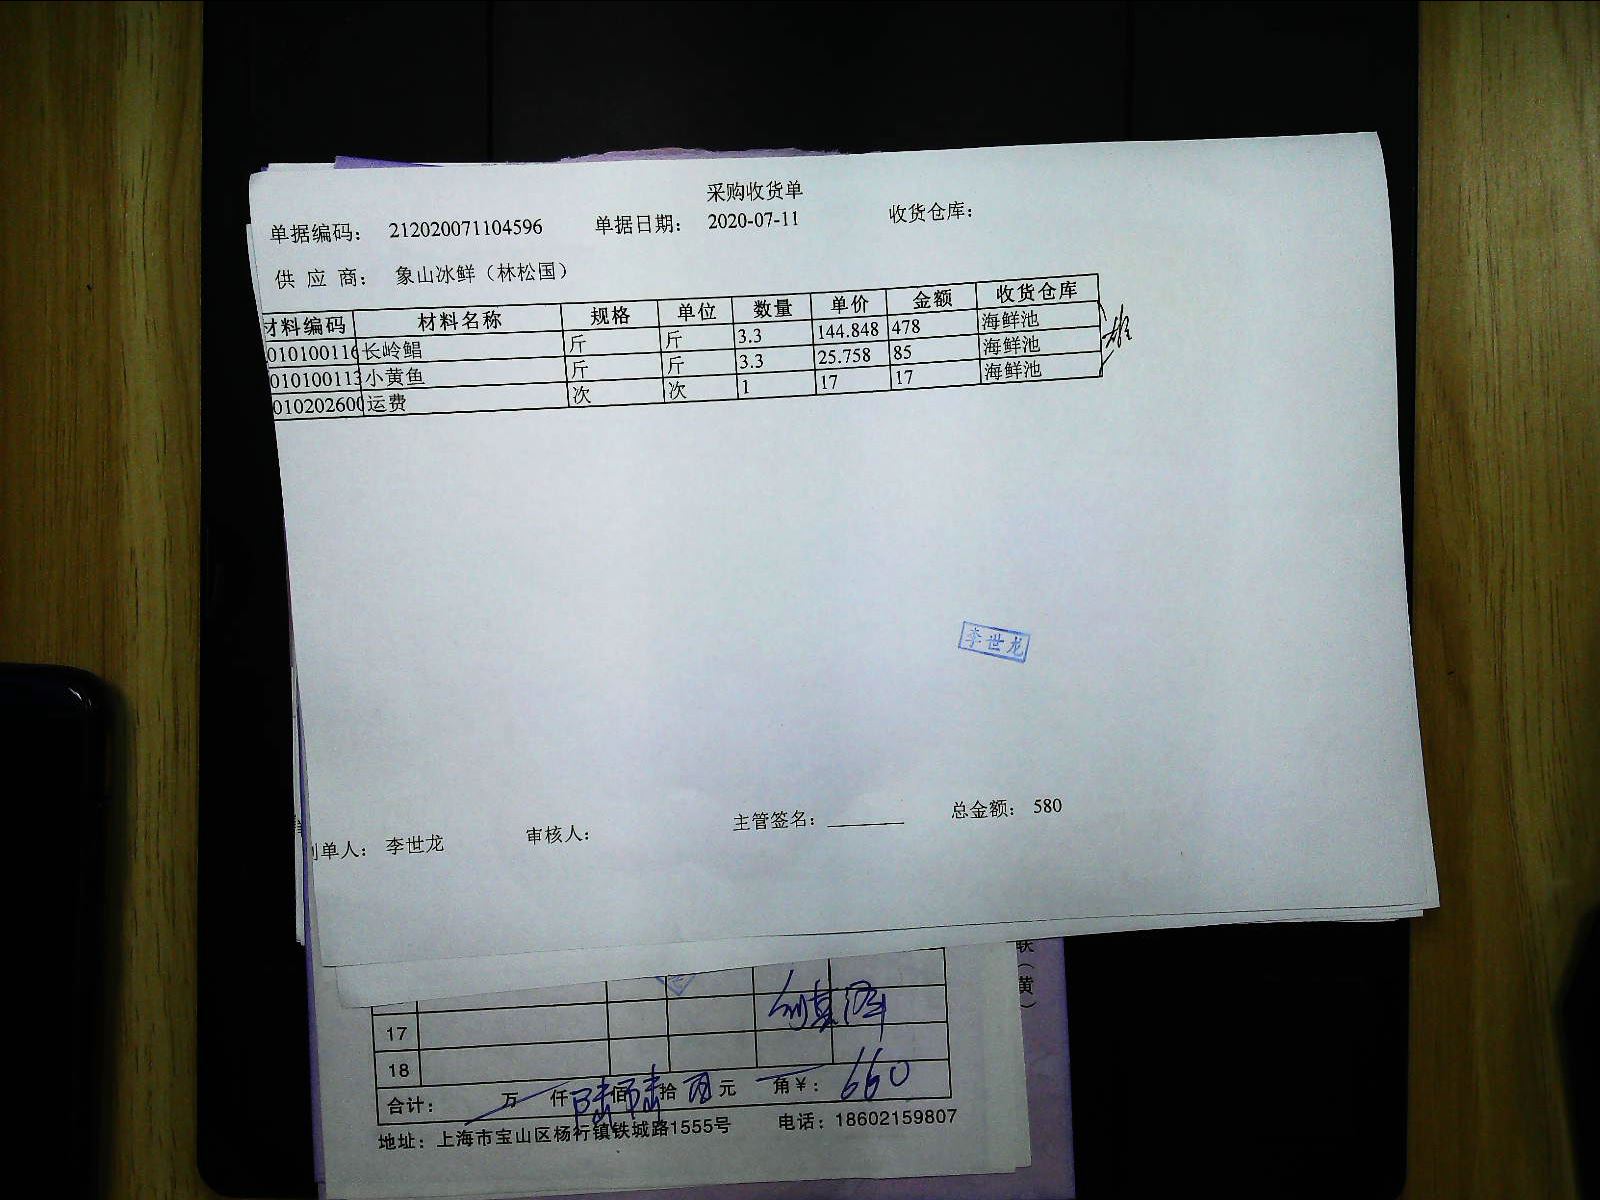 采购收货单
单据编码： 212020071104596 单据日期： 2020-07-11 收货仓库：
供 应 商： 象山冰鲜（林松国）
材料编码 材料名称 规格 单位 数量 单价 金额 收货仓库
010100116 长岭鲳 斤 斤 3.3 144.848 478 海鲜池
010100113 小黄鱼 斤 斤 3.3 25.758 85 海鲜池
010202600 运费 次 次 1 17 17 海鲜池
李世龙
制单人： 李世龙 审核人： 主管签名： 总金额： 580
联（黄）
17
18
合计： 万 仟 陆 佰 陆 拾 元 角 ¥： 660
地址：上海市宝山区杨行镇铁城路1555号 电话：18602159807